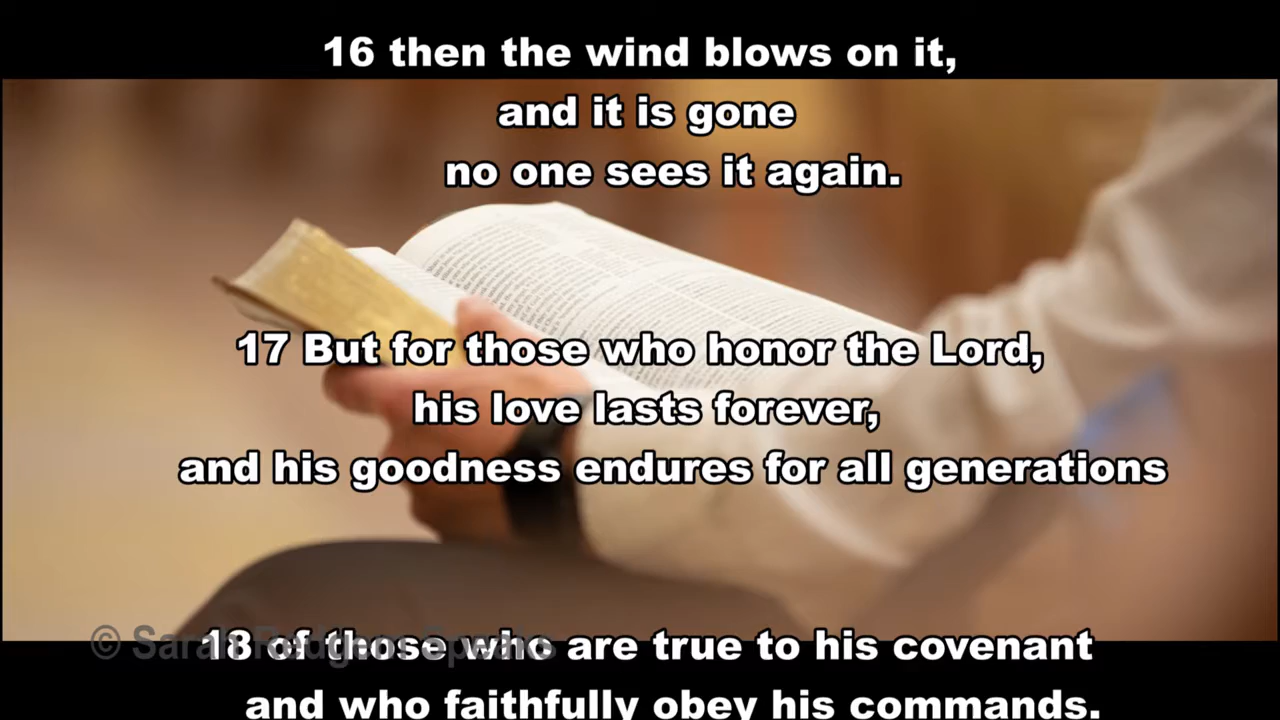 16 then the wind blows on it,
and it is gone
no one sees it again.
17 But for those who honor the Lord,
his love lasts forever,
and his goodness endures for all generations
18 of those who are true to his covenant
and who faithfully obey his commands.
© Sarah